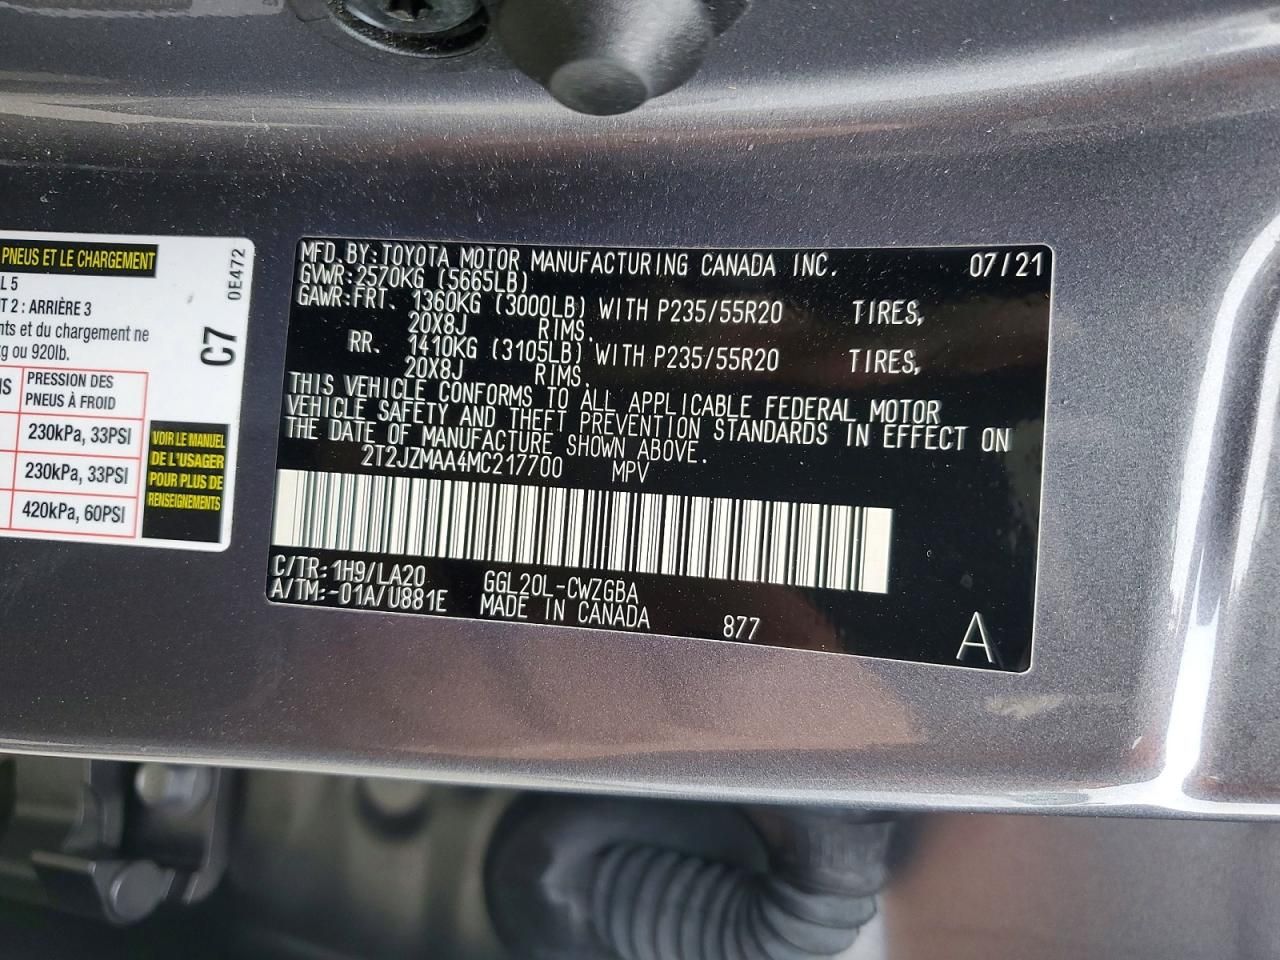 PNEUS ET LE CHARGEMENT
0E472
L 5
2 : ARRIÈRE 3
et du chargement ne
ou 920lb.
C7
PRESSION DES
PNEUS À FROID
230kPa, 33PSI
230kPa, 33PSI
420kPa, 60PSI
VOIR LE MANUEL
DE L'USAGER
POUR PLUS DE
RENSEIGNEMENTS
MFD. BY: TOYOTA MOTOR MANUFACTURING CANADA INC. 07/21
GVWR: 2570KG (5665LB)
GAWR: FRT. 1360KG (3000LB) WITH P235/55R20 TIRES,
20X8J RIMS.
RR. 1410KG (3105LB) WITH P235/55R20 TIRES,
20X8J RIMS.
THIS VEHICLE CONFORMS TO ALL APPLICABLE FEDERAL MOTOR
VEHICLE SAFETY AND THEFT PREVENTION STANDARDS IN EFFECT ON
THE DATE OF MANUFACTURE SHOWN ABOVE.
2T2JZMAA4MC217700 MPV
C/TR: 1H9/LA20 GGL20L-CWZGBA
A/TM: -01A/U881E MADE IN CANADA 877
A